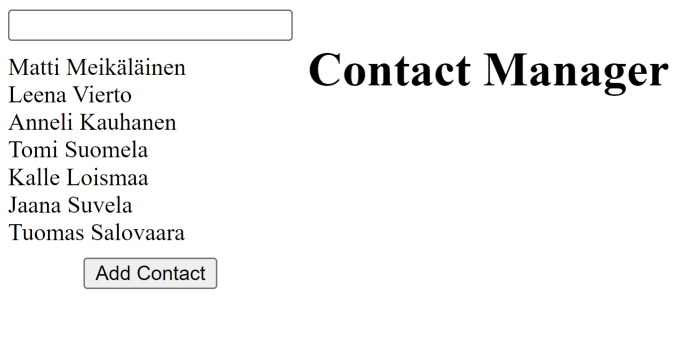 Contact Manager
Matti Meikäläinen
Leena Vierto
Anneli Kauhanen
Tomi Suomela
Kalle Loismaa
Jaana Suvela
Tuomas Salovaara
Add Contact